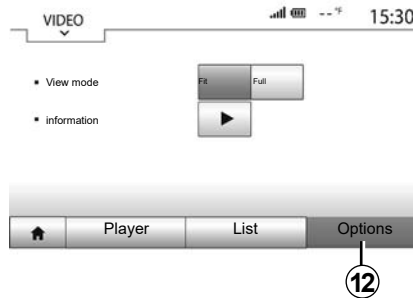 VIDEO
--°F 15:30
▪ View mode Fit Full
▪ information
Player List Options
12